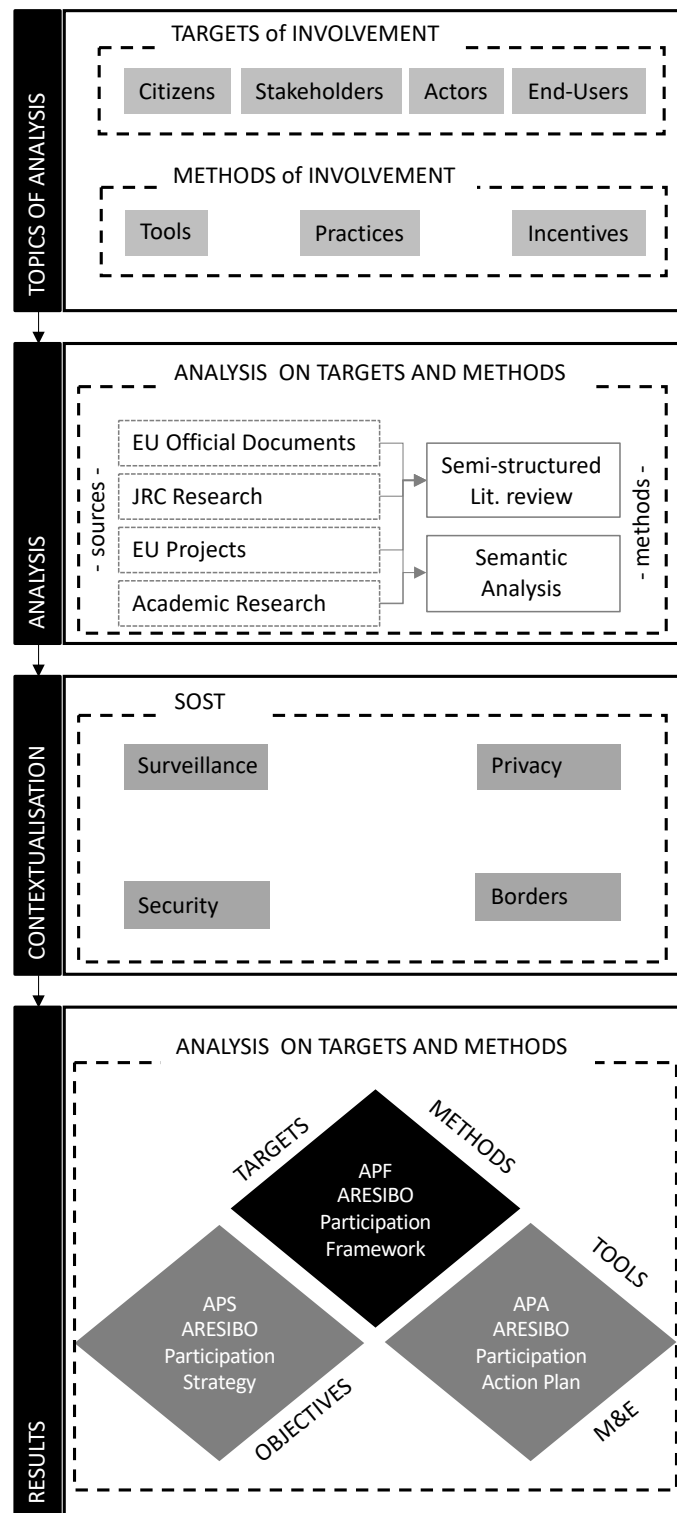 TOPICS OF ANALYSIS
TARGETS of INVOLVEMENT
Citizens
Stakeholders
Actors
End-Users
METHODS of INVOLVEMENT
Tools
Practices
Incentives
ANALYSIS
ANALYSIS ON TARGETS AND METHODS
- sources -
EU Official Documents
JRC Research
EU Projects
Academic Research
Semi-structured
Lit. review
Semantic
Analysis
- methods -
CONTEXTUALISATION
SOST
Surveillance
Privacy
Security
Borders
RESULTS
ANALYSIS ON TARGETS AND METHODS
TARGETS
METHODS
APF
ARESIBO
Participation
Framework
TOOLS
APS
ARESIBO
Participation
Strategy
APA
ARESIBO
Participation
Action Plan
OBJECTIVES
M&E